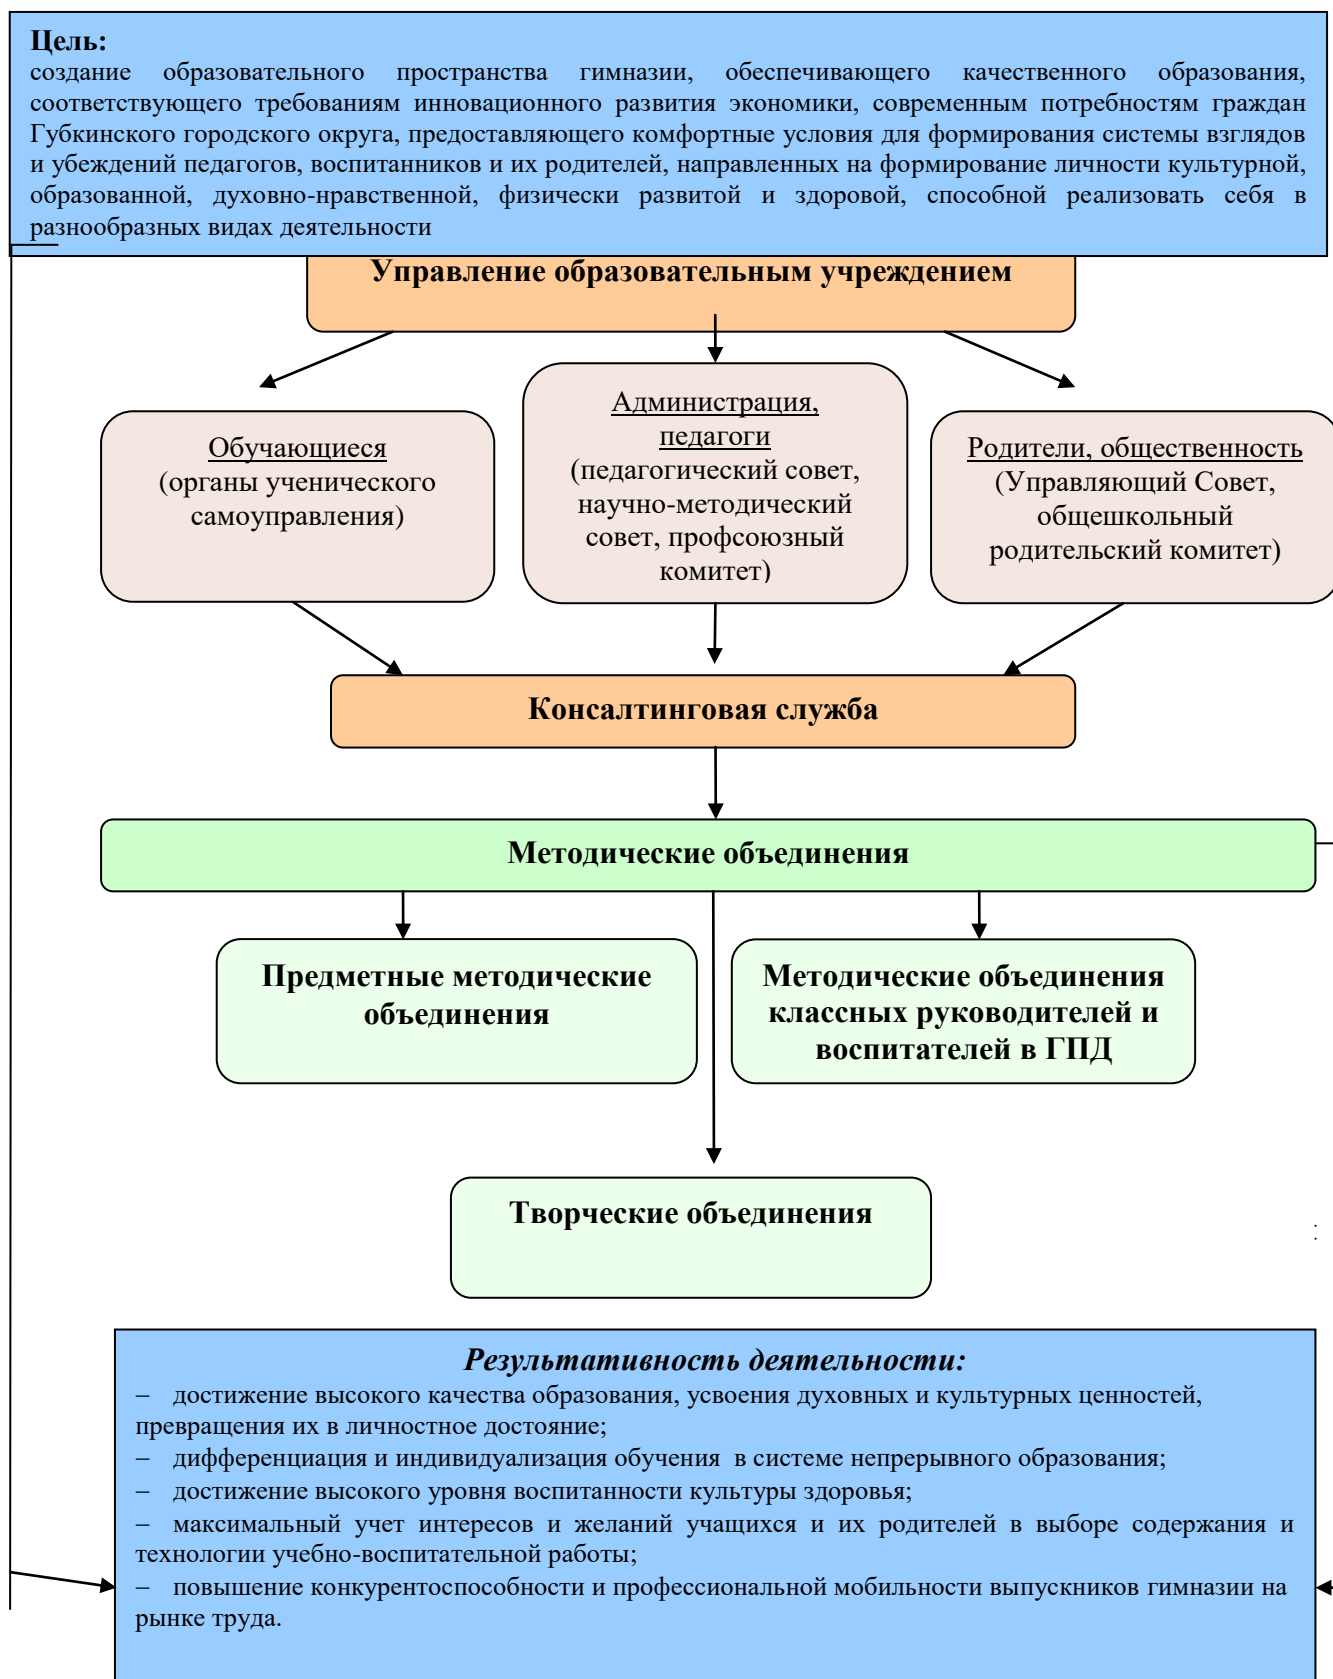 Цель:
создание образовательного пространства гимназии, обеспечивающего качественного образования,
соответствующего требованиям инновационного развития экономики, современным потребностям граждан
Губкинского городского округа, предоставляющего комфортные условия для формирования системы взглядов
и убеждений педагогов, воспитанников и их родителей, направленных на формирование личности культурной,
образованной, духовно-нравственной, физически развитой и здоровой, способной реализовать себя в
разнообразных видах деятельности
Управление образовательным учреждением
Обучающиеся
(органы ученического
самоуправления)
Администрация,
педагоги
(педагогический совет,
научно-методический
совет, профсоюзный
комитет)
Родители, общественность
(Управляющий Совет,
общешкольный
родительский комитет)
Консалтинговая служба
Методические объединения
Предметные методические
объединения
Методические объединения
классных руководителей и
воспитателей в ГПД
Творческие объединения
:
Результативность деятельности:
– достижение высокого качества образования, усвоения духовных и культурных ценностей,
превращения их в личностное достояние;
– дифференциация и индивидуализация обучения в системе непрерывного образования;
– достижение высокого уровня воспитанности культуры здоровья;
– максимальный учет интересов и желаний учащихся и их родителей в выборе содержания и
технологии учебно-воспитательной работы;
– повышение конкурентоспособности и профессиональной мобильности выпускников гимназии на
рынке труда.